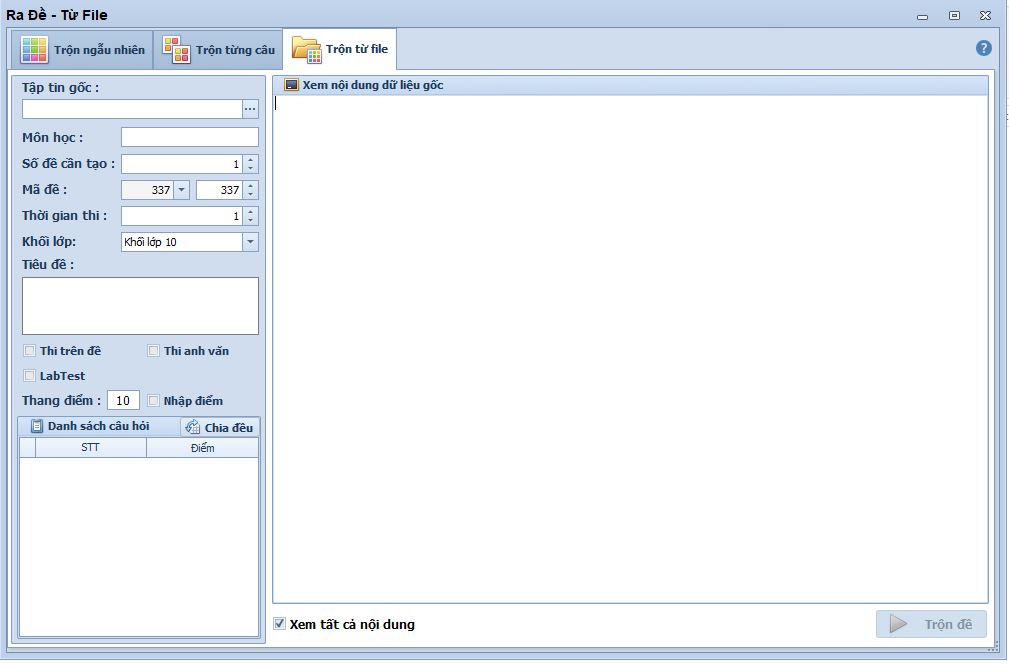 Ra Đề - Từ File
Trộn ngẫu nhiên
Trộn từng câu
Trộn từ file
?
Tập tin gốc :
...
Xem nội dung dữ liệu gốc
Môn học :
Số đề cần tạo : 1
Mã đề : 337 337
Thời gian thi : 1
Khối lớp: Khối lớp 10
Tiêu đề :
Thi trên đề
Thi anh văn
LabTest
Thang điểm : 10 Nhập điểm
Danh sách câu hỏi
Chia đều
STT Điểm
Xem tất cả nội dung
Trộn đề